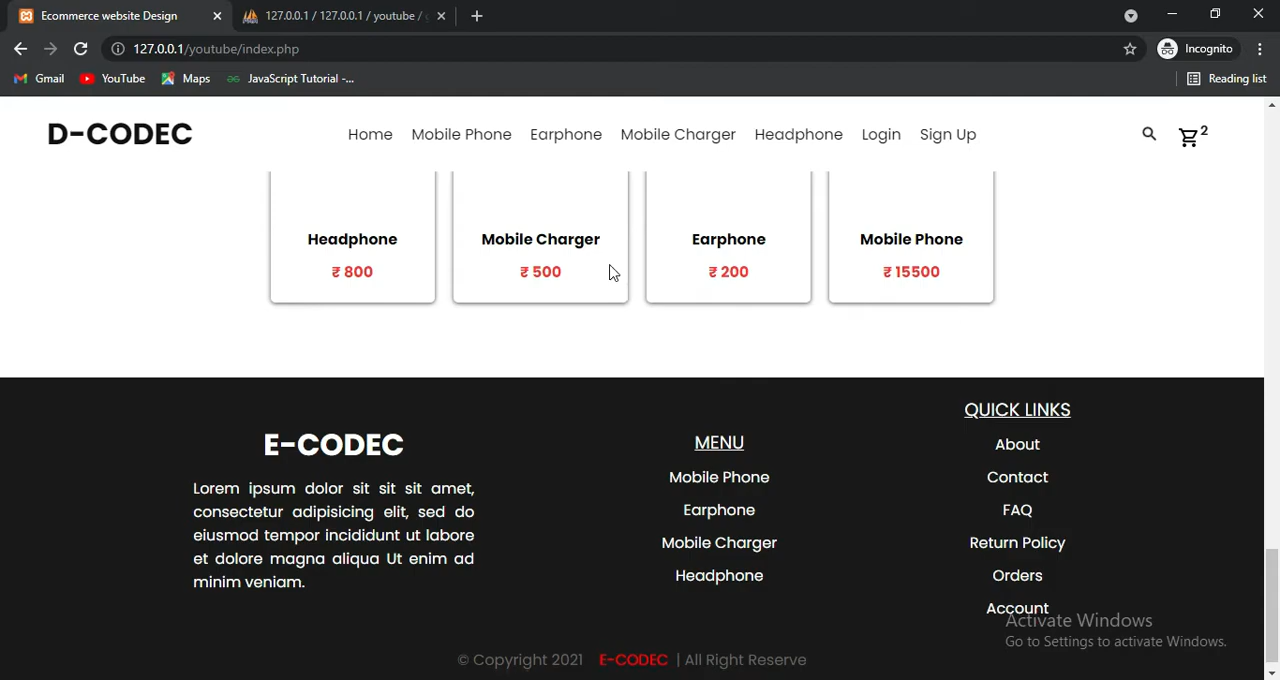 Ecommerce website Design
127.0.0.1 / 127.0.0.1 / youtube /
127.0.0.1/youtube/index.php
Incognito
Gmail
YouTube
Maps
JavaScript Tutorial -...
Reading list
D-CODEC
Home
Mobile Phone
Earphone
Mobile Charger
Headphone
Login
Sign Up
2
Headphone
₹ 800
Mobile Charger
₹ 500
Earphone
₹ 200
Mobile Phone
₹ 15500
E-CODEC
Lorem ipsum dolor sit sit sit amet,
consectetur adipisicing elit, sed do
eiusmod tempor incididunt ut labore
et dolore magna aliqua Ut enim ad
minim veniam.
MENU
Mobile Phone
Earphone
Mobile Charger
Headphone
QUICK LINKS
About
Contact
FAQ
Return Policy
Orders
Account
Activate Windows
Go to Settings to activate Windows.
© Copyright 2021 E-CODEC | All Right Reserve